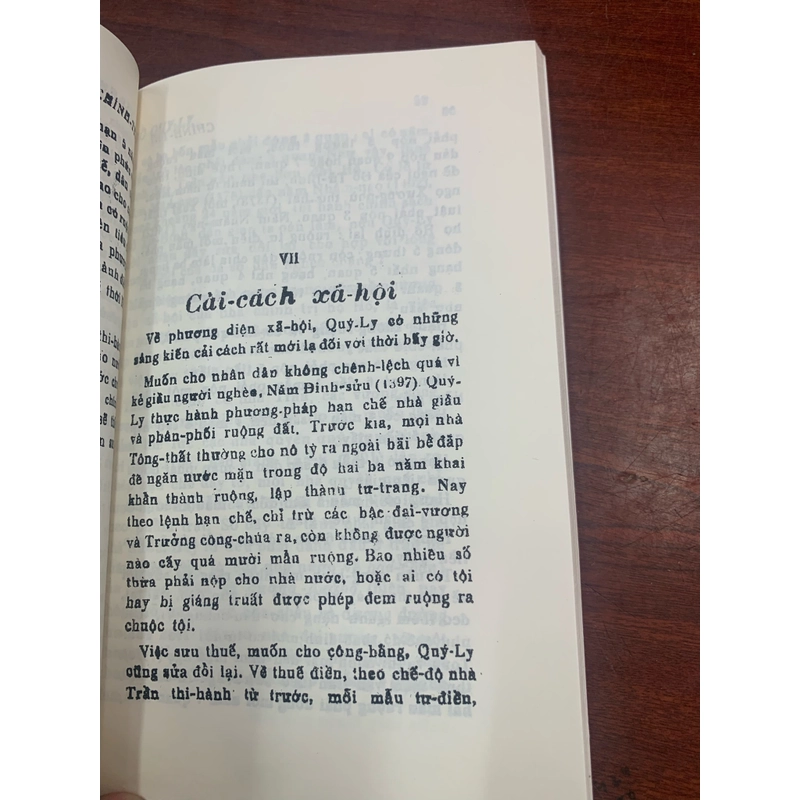 VII
Cải-cách xã-hội
Về phương diện xã-hội, Quý-Ly có những
sáng kiến cải cách rất mới lạ đối với thời bấy giờ.
Muốn cho nhân dân không chênh-lệch quá vì
kẻ giầu người nghèo, Năm Đinh-sửu (1397) Quý-
Ly thực hành phương-pháp hạn chế nhà giầu
và phân-phối ruộng đất. Trước kia, mọi nhà
Tông-thất thường cho nô tỳ ra ngoài bãi bể đắp
đê ngăn nước mặn trong độ hai ba năm khai
khẩn thành ruộng, lập thành tư-trang. Nay
theo lệnh hạn chế, chỉ trừ các bậc đại-vương
và Trưởng công-chúa ra, còn không được người
nào cấy quá mười mẫu ruộng. Bao nhiêu số
thừa phải nộp cho nhà nước, hoặc ai có tội
hay bị giáng truất được phép đem ruộng ra
chuộc tội.
Việc sưu thuế, muốn cho công-bằng, Quý-Ly
cũng sửa đổi lại. Về thuế điền, theo chế-độ nhà
Trần thi-hành từ trước, mỗi mẫu tư-điền,